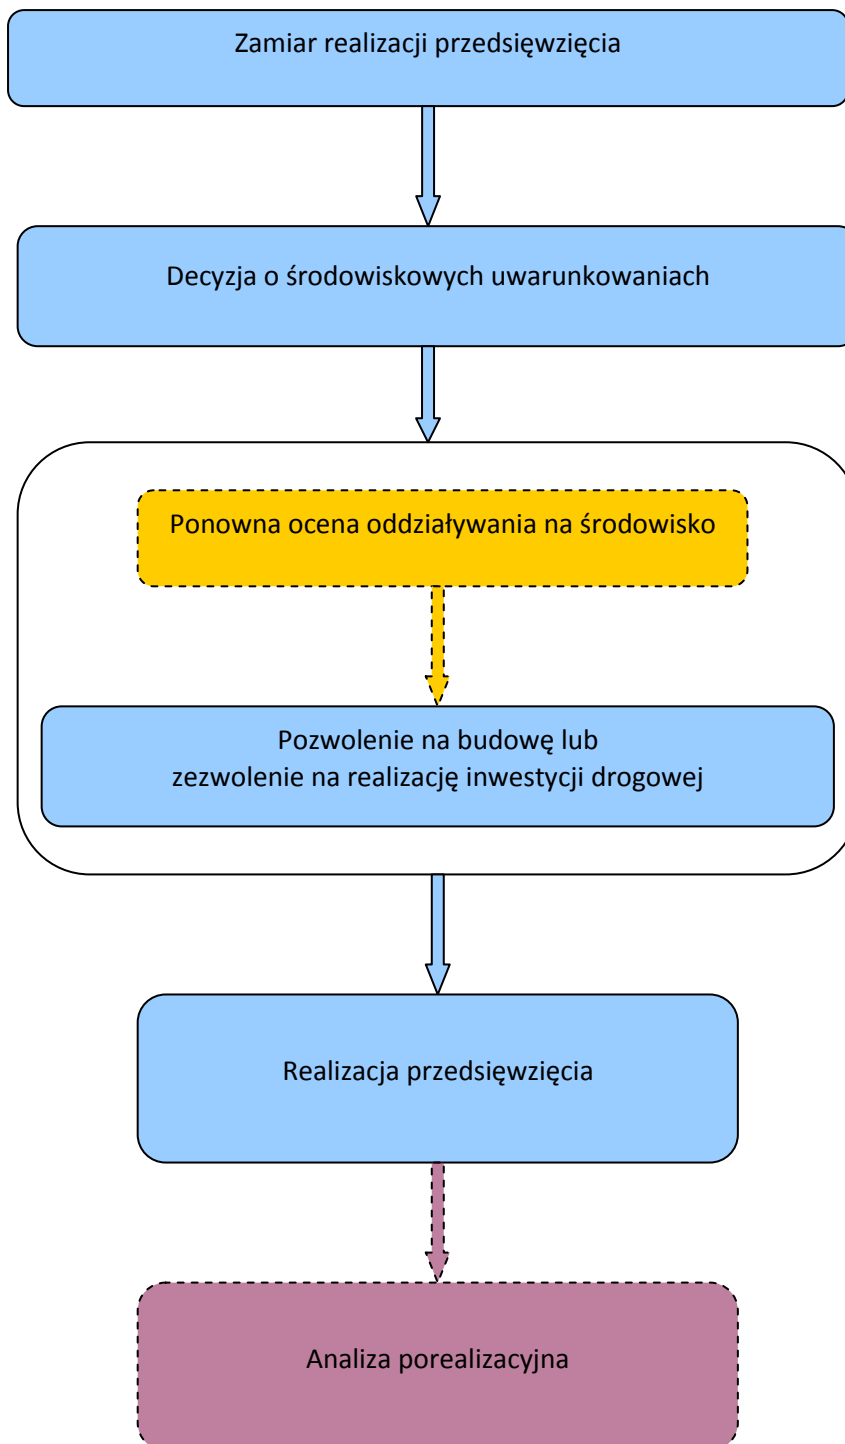 Zamiar realizacji przedsięwzięcia
Decyzja o środowiskowych uwarunkowaniach
Ponowna ocena oddziaływania na środowisko
Pozwolenie na budowę lub
zezwolenie na realizację inwestycji drogowej
Realizacja przedsięwzięcia
Analiza porealizacyjna